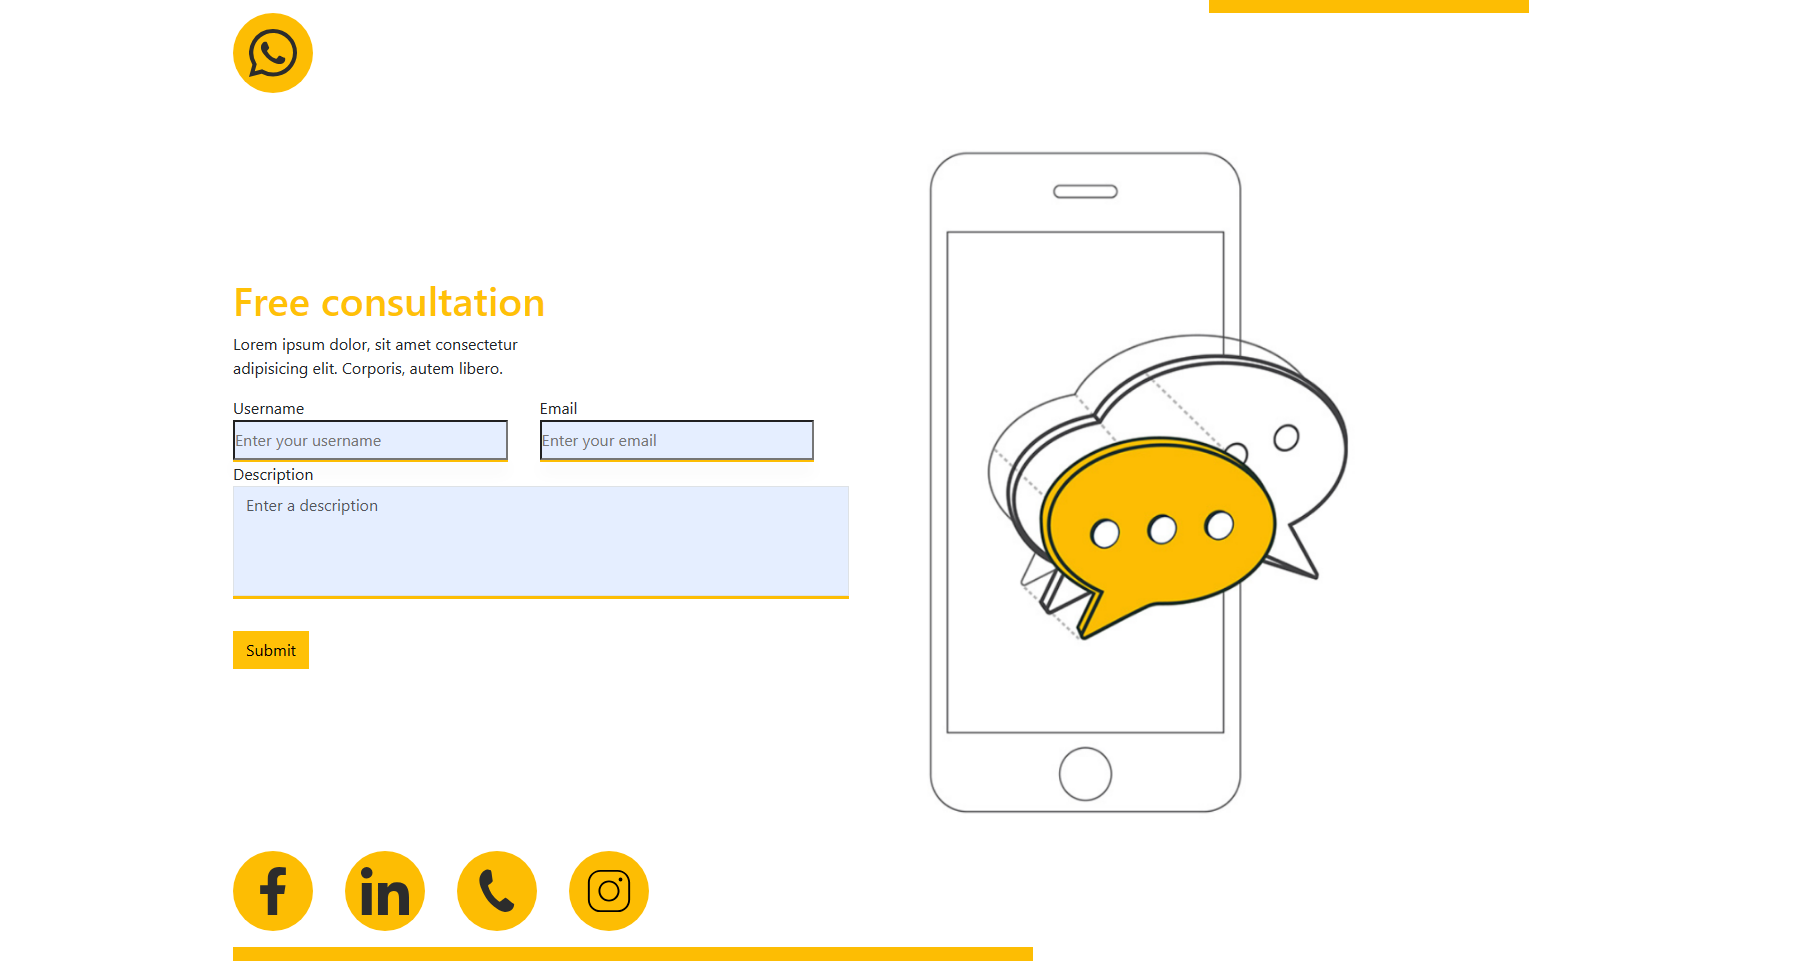 Free consultation
Lorem ipsum dolor, sit amet consectetur
adipisicing elit. Corporis, autem libero.
Username
Email
Enter your username
Enter your email
Description
Enter a description
Submit
f
in